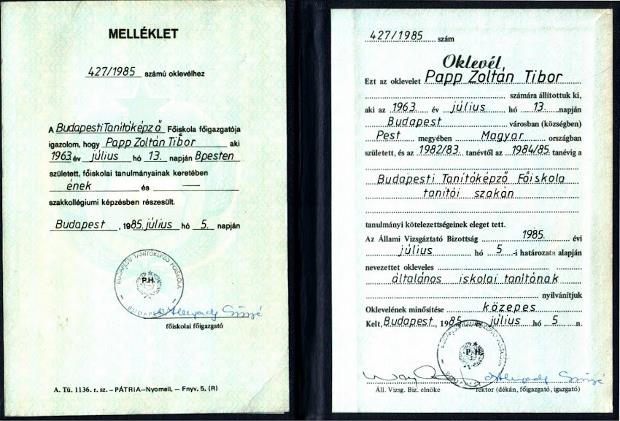 MELLÉKLET
427/1985 számú oklevélhez
A Budapesti Tanítóképző Főiskola főigazgatója
igazolom, hogy Papp Zoltán Tibor aki
1963 év július hó 13. napján Bpesten
született, főiskolai tanulmányainak keretében
ének és —
szakkollégiumi képzésben részesült.
Budapest, 1985. július hó 5. napján
P.H.
főiskolai főigazgató
A. Tü. 1136. r. sz. – PÁTRIA–Nyomell. – Fnyv. 5, (R)
427/1985 szám
Oklevél
Ezt az oklevelet Papp Zoltán Tibor
számára állítottuk ki,
aki az 1963. év július hó 13. napján
Budapest városban (községben)
Pest megyében Magyar országban
született, és az 1982/83. tanévtől az 1984/85. tanévig a
Budapesti Tanítóképző Főiskola
tanítói szakán
tanulmányi kötelezettségeinek eleget tett.
Az Állami Vizsgáztató Bizottság 1985. évi
július hó 5 -i határozata alapján
nevezettet okleveles
általános iskolai tanítónak
nyilvánítjuk
Oklevelének minősítése közepes
Kelt, Budapest, 1985. július hó 5 n.
P.H.
Áll. Vizsg. Biz. elnöke rektor (dékán, főigazgató, igazgató)